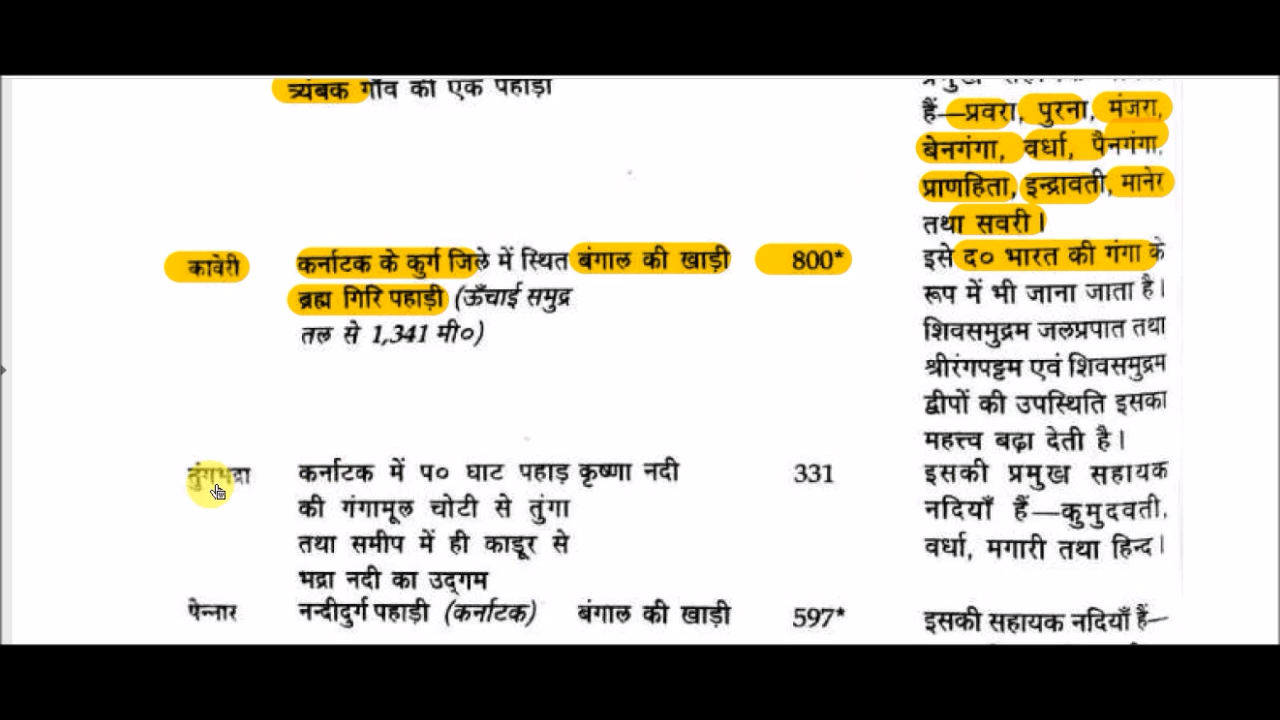 त्र्यंबक गाँव की एक पहाड़ी
हैं—प्रवरा, पुरना, मंजरा,
बेनगंगा, वर्धा, पैनगंगा,
प्राणहिता, इन्द्रावती, मानेर
तथा सवरी।
कावेरी
कर्नाटक के कुर्ग जिले में स्थित
ब्रह्म गिरि पहाड़ी (ऊँचाई समुद्र
तल से 1,341 मी०)
बंगाल की खाड़ी
800*
इसे द० भारत की गंगा के
रूप में भी जाना जाता है।
शिवसमुद्रम जलप्रपात तथा
श्रीरंगपट्टम एवं शिवसमुद्रम
द्वीपों की उपस्थिति इसका
महत्त्व बढ़ा देती है।
तुंगभद्रा
कर्नाटक में प० घाट पहाड़
की गंगामूल चोटी से तुंगा
तथा समीप में ही काडूर से
भद्रा नदी का उद्‌गम
कृष्णा नदी
331
इसकी प्रमुख सहायक
नदियाँ हैं—कुमुदवती,
वर्धा, मगारी तथा हिन्द।
पेन्नार
नन्दीदुर्ग पहाड़ी (कर्नाटक)
बंगाल की खाड़ी
597*
इसकी सहायक नदियाँ हैं—